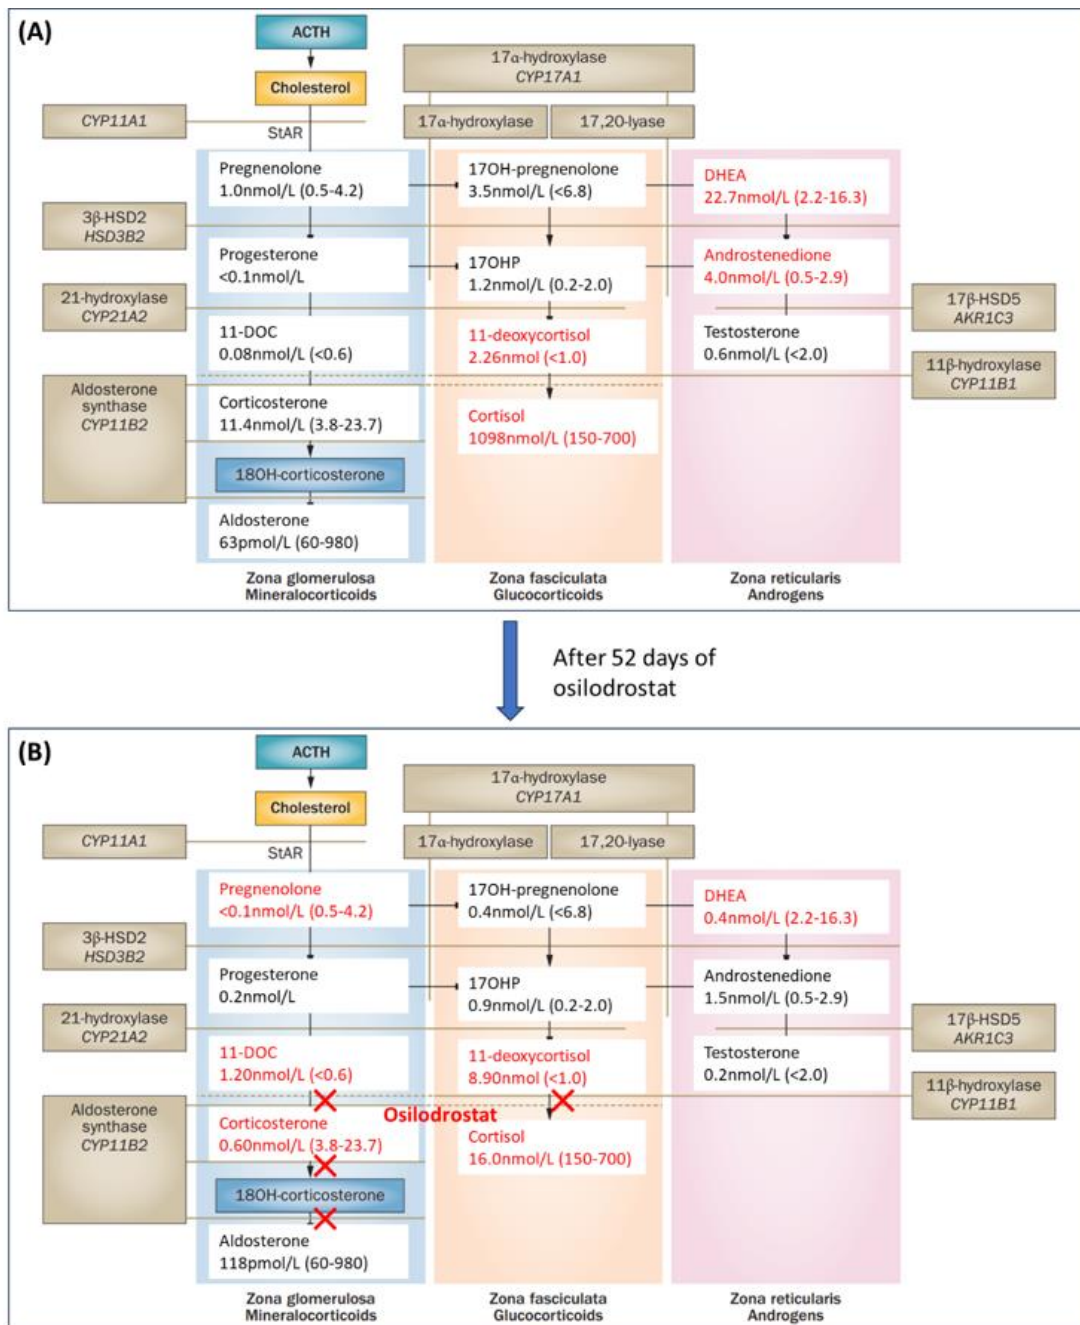 (A)
ACTH
Cholesterol
17α-hydroxylase
CYP17A1
CYP11A1
StAR
17α-hydroxylase
17,20-lyase
Pregnenolone
1.0nmol/L (0.5-4.2)
17OH-pregnenolone
3.5nmol/L (<6.8)
DHEA
22.7nmol/L (2.2-16.3)
3β-HSD2
HSD3B2
Progesterone
<0.1nmol/L
17OHP
1.2nmol/L (0.2-2.0)
Androstenedione
4.0nmol/L (0.5-2.9)
21-hydroxylase
CYP21A2
17β-HSD5
AKR1C3
11-DOC
0.08nmol/L (<0.6)
11-deoxycortisol
2.26nmol (<1.0)
Testosterone
0.6nmol/L (<2.0)
11β-hydroxylase
CYP11B1
Aldosterone
synthase
CYP11B2
Corticosterone
11.4nmol/L (3.8-23.7)
Cortisol
1098nmol/L (150-700)
18OH-corticosterone
Aldosterone
63pmol/L (60-980)
Zona glomerulosa
Mineralocorticoids
Zona fasciculata
Glucocorticoids
Zona reticularis
Androgens
After 52 days of
osilodrostat
(B)
ACTH
Cholesterol
17α-hydroxylase
CYP17A1
CYP11A1
StAR
17α-hydroxylase
17,20-lyase
Pregnenolone
<0.1nmol/L (0.5-4.2)
17OH-pregnenolone
0.4nmol/L (<6.8)
DHEA
0.4nmol/L (2.2-16.3)
3β-HSD2
HSD3B2
Progesterone
0.2nmol/L
17OHP
0.9nmol/L (0.2-2.0)
Androstenedione
1.5nmol/L (0.5-2.9)
21-hydroxylase
CYP21A2
17β-HSD5
AKR1C3
11-DOC
1.20nmol/L (<0.6)
11-deoxycortisol
8.90nmol (<1.0)
Testosterone
0.2nmol/L (<2.0)
11β-hydroxylase
CYP11B1
Aldosterone
synthase
CYP11B2
Osilodrostat
Corticosterone
0.60nmol/L (3.8-23.7)
Cortisol
16.0nmol/L (150-700)
18OH-corticosterone
Aldosterone
118pmol/L (60-980)
Zona glomerulosa
Mineralocorticoids
Zona fasciculata
Glucocorticoids
Zona reticularis
Androgens